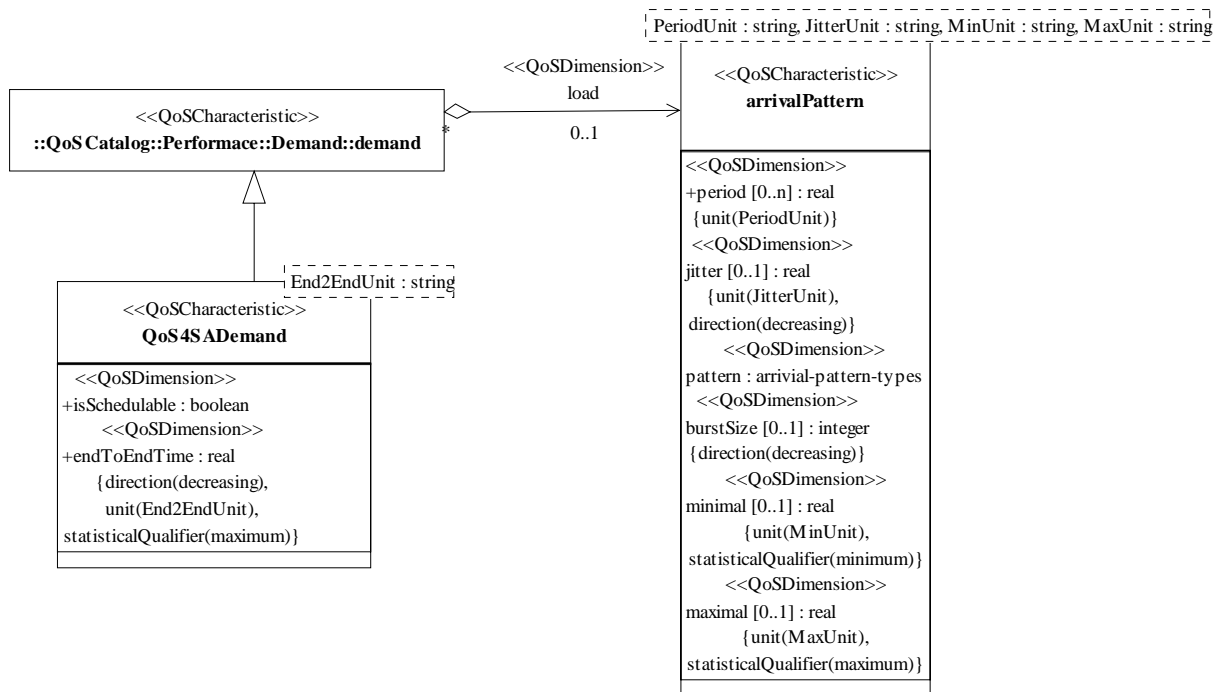 PeriodUnit : string, JitterUnit : string, MinUnit : string, MaxUnit : string
<<QoSDimension>>
load
*
0..1
<<QoSCharacteristic>>
arrivalPattern
<<QoSCharacteristic>>
::QoSCatalog::Performace::Demand::demand
End2EndUnit : string
<<QoSCharacteristic>>
QoS4SADemand
<<QoSDimension>>
+isSchedulable : boolean
<<QoSDimension>>
+endToEndTime : real
{direction(decreasing),
unit(End2EndUnit),
statisticalQualifier(maximum)}
<<QoSDimension>>
+period [0..n] : real
{unit(PeriodUnit)}
<<QoSDimension>>
jitter [0..1] : real
{unit(JitterUnit),
direction(decreasing)}
<<QoSDimension>>
pattern : arrivial-pattern-types
<<QoSDimension>>
burstSize [0..1] : integer
{direction(decreasing)}
<<QoSDimension>>
minimal [0..1] : real
{unit(MinUnit),
statisticalQualifier(minimum)}
<<QoSDimension>>
maximal [0..1] : real
{unit(MaxUnit),
statisticalQualifier(maximum)}